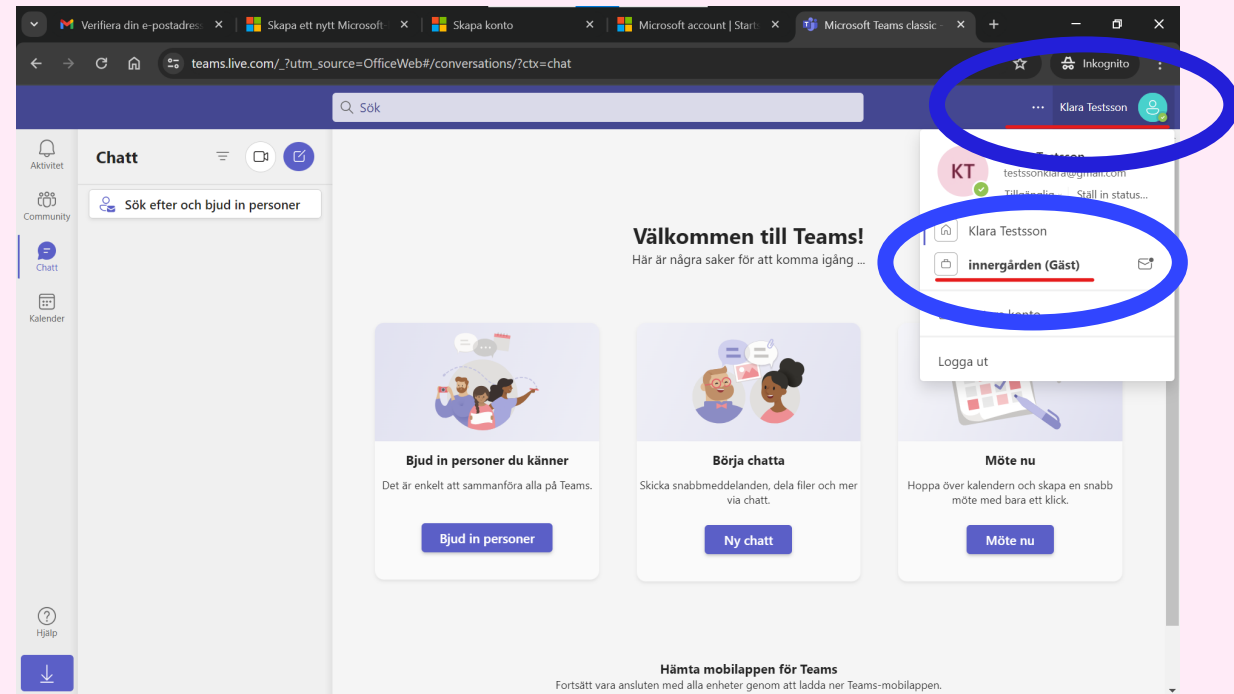 Verifiera din e-postadress
Skapa ett nytt Microsoft-
Skapa konto
Microsoft account | Starts
Microsoft Teams classic -
teams.live.com/_?utm_source=OfficeWeb#/conversations/?ctx=chat
Inkognito
Sök
Klara Testsson
Aktivitet
Community
Chatt
Kalender
Hjälp
Chatt
Sök efter och bjud in personer
KT
Testsson
testssonklara@gmail.com
Tillgänglig
Ställ in status...
Klara Testsson
innergården (Gäst)
konto
Logga ut
Välkommen till Teams!
Här är några saker för att komma igång ...
Bjud in personer du känner
Det är enkelt att sammanföra alla på Teams.
Bjud in personer
Börja chatta
Skicka snabbmeddelanden, dela filer och mer
via chatt.
Ny chatt
Möte nu
Hoppa över kalendern och skapa en snabb
möte med bara ett klick.
Möte nu
Hämta mobilappen för Teams
Fortsätt vara ansluten med alla enheter genom att ladda ner Teams-mobilappen.